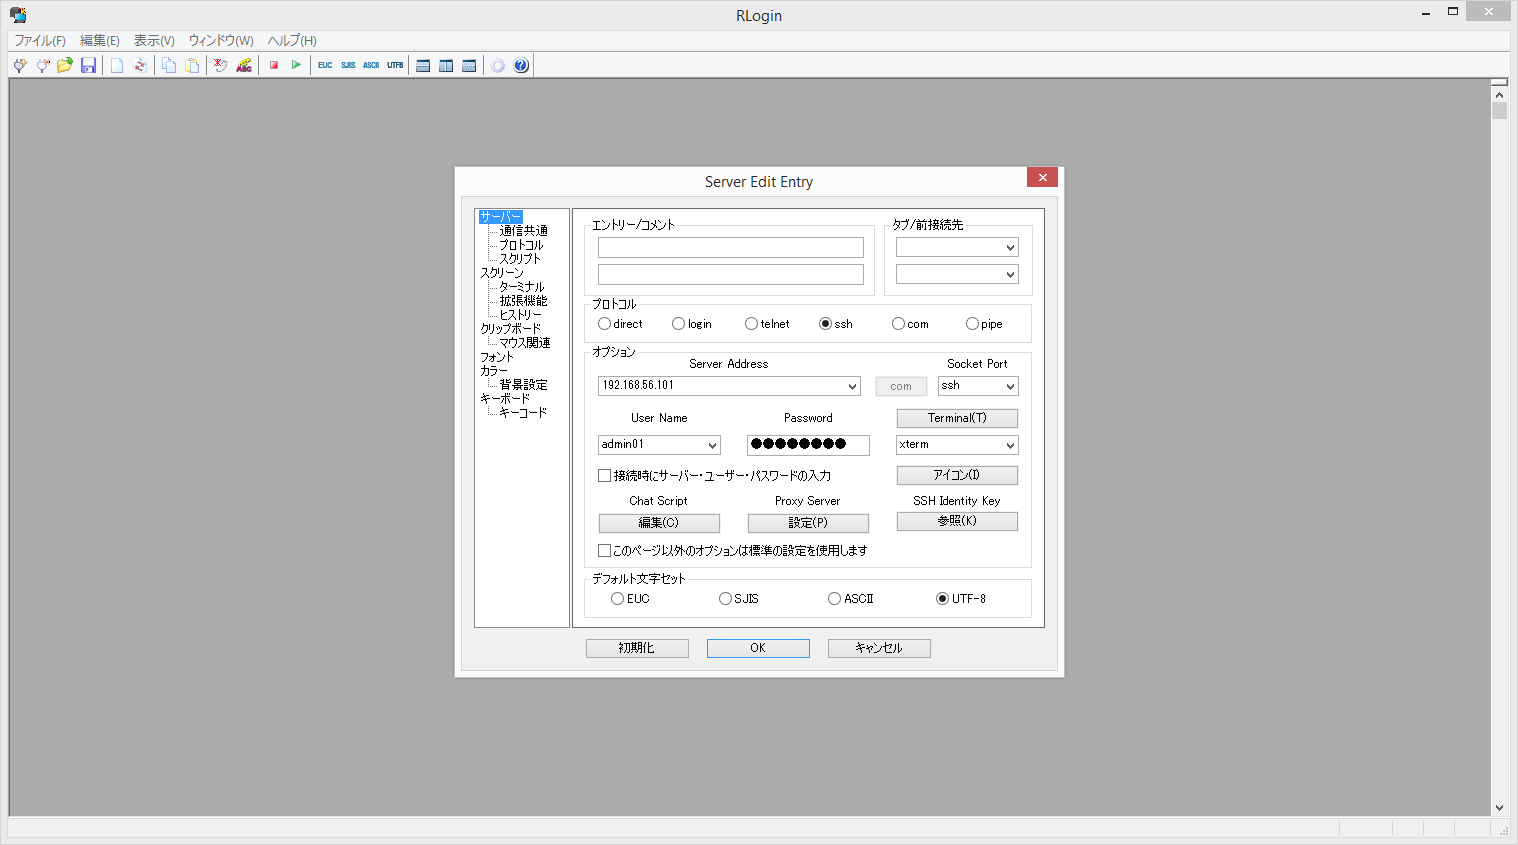 RLogin
ファイル(F) 編集(E) 表示(V) ウィンドウ(W) ヘルプ(H)
ABC EUC SJIS ASCII UTF8
Server Edit Entry
サーバー
通信共通
プロトコル
スクリプト
スクリーン
ターミナル
拡張機能
ヒストリー
クリップボード
マウス関連
フォント
カラー
背景設定
キーボード
キーコード
エントリー/コメント
タブ/前接続先
プロトコル
direct login telnet ssh com pipe
オプション
Server Address Socket Port
192.168.56.101 com ssh
User Name Password Terminal(T)
admin01 ●●●●●●●● xterm
接続時にサーバー・ユーザー・パスワードの入力 アイコン(I)
Chat Script Proxy Server SSH Identity Key
編集(C) 設定(P) 参照(K)
このページ以外のオプションは標準の設定を使用します
デフォルト文字セット
EUC SJIS ASCII UTF-8
初期化 OK キャンセル